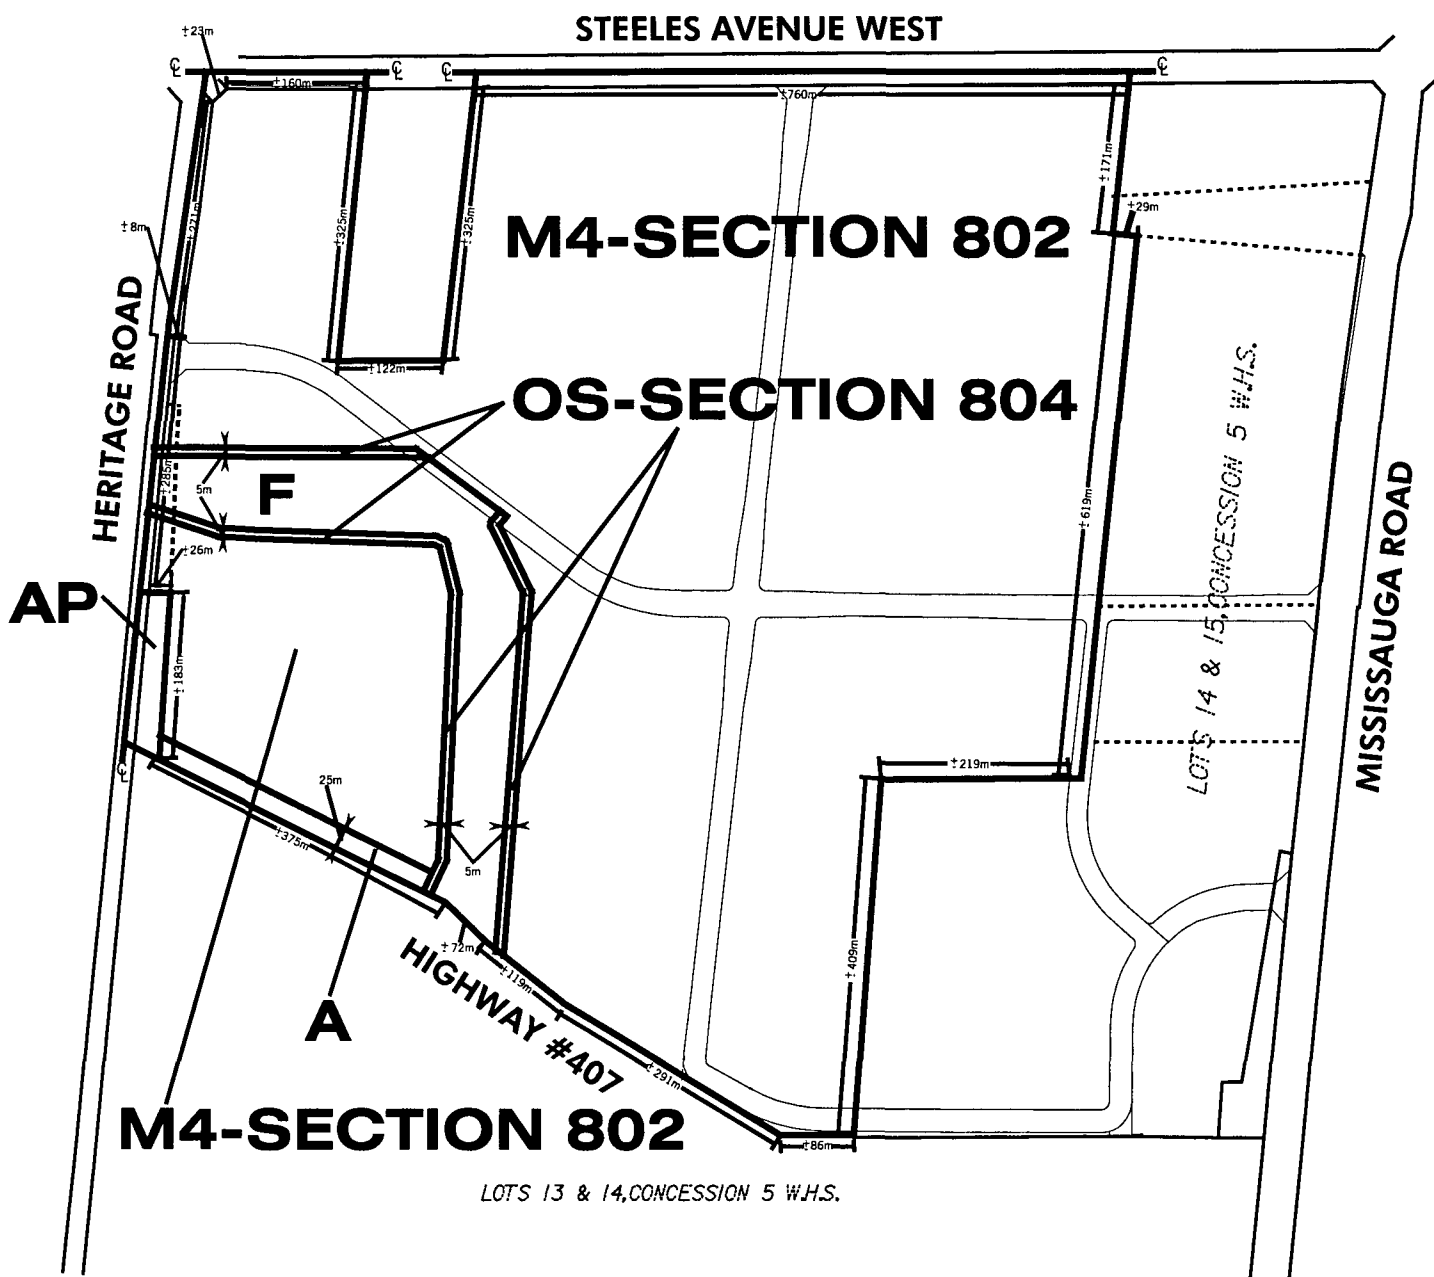 STEELES AVENUE WEST
±23m
℄
℄
℄
℄
±160m
±760m
±171m
±29m
±8m
±271m
±325m
±325m
M4-SECTION 802
HERITAGE ROAD
±122m
OS-SECTION 804
LOTS 14 & 15, CONCESSION 5 W.H.S.
MISSISSAUGA ROAD
±285m
5m
F
±619m
±26m
AP
±183m
±219m
℄
25m
±375m
5m
±72m
±119m
±409m
A
HIGHWAY #407
±291m
M4-SECTION 802
±86m
LOTS 13 & 14, CONCESSION 5 W.H.S.